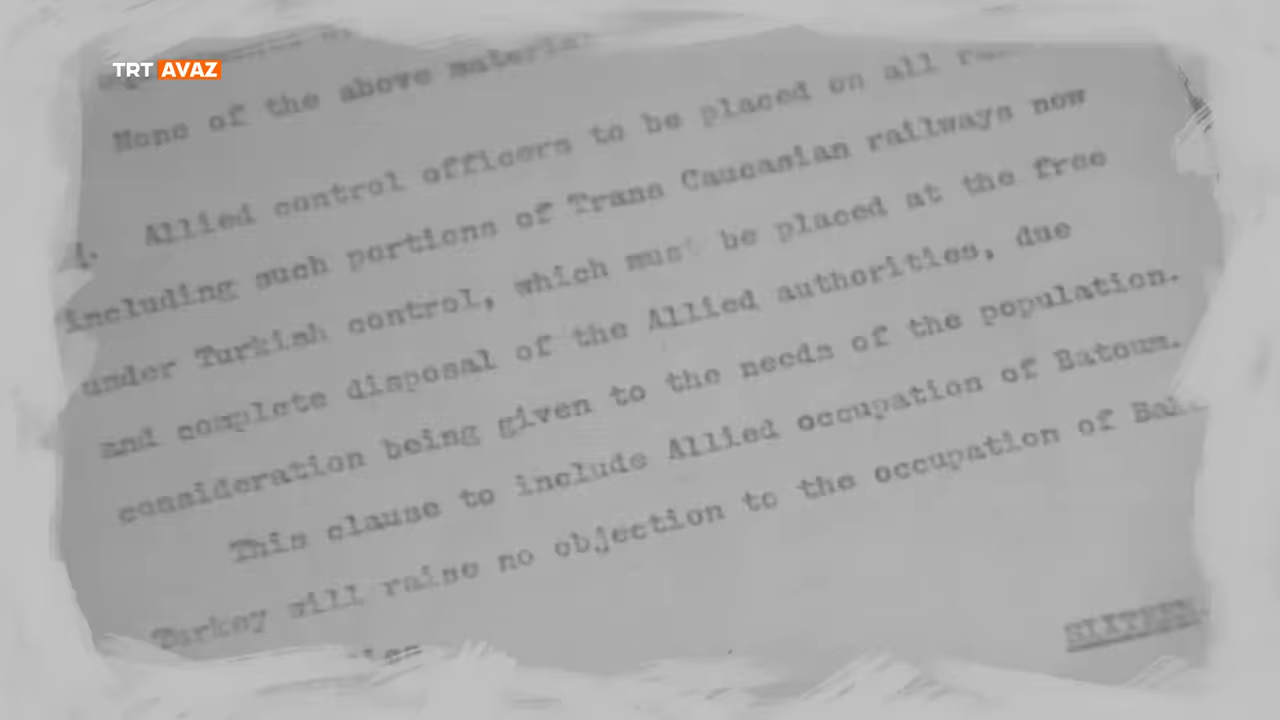 TRT AVAZ
None of the above
Allied control officers to be placed on all
including such portions of Trans Caucasian railways now
under Turkish control, which must be placed at the free
and complete disposal of the Allied authorities, due
consideration being given to the needs of the population.
This clause to include Allied occupation of Batoum.
Turkey will raise no objection to the occupation of